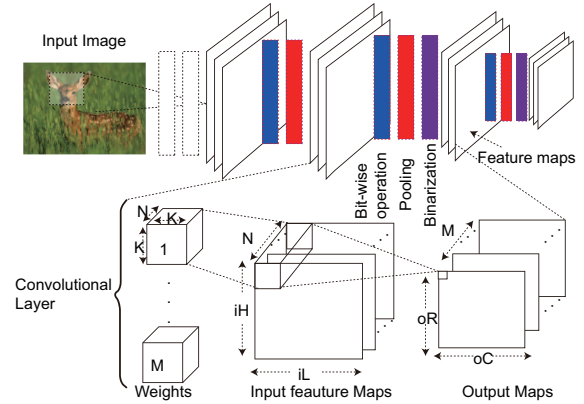 Input Image
Feature maps
Bit-wise
operation
Pooling
Binarization
N
K
K
1
Convolutional
Layer
M
Weights
N
iH
iL
Input feauture Maps
M
oR
oC
Output Maps